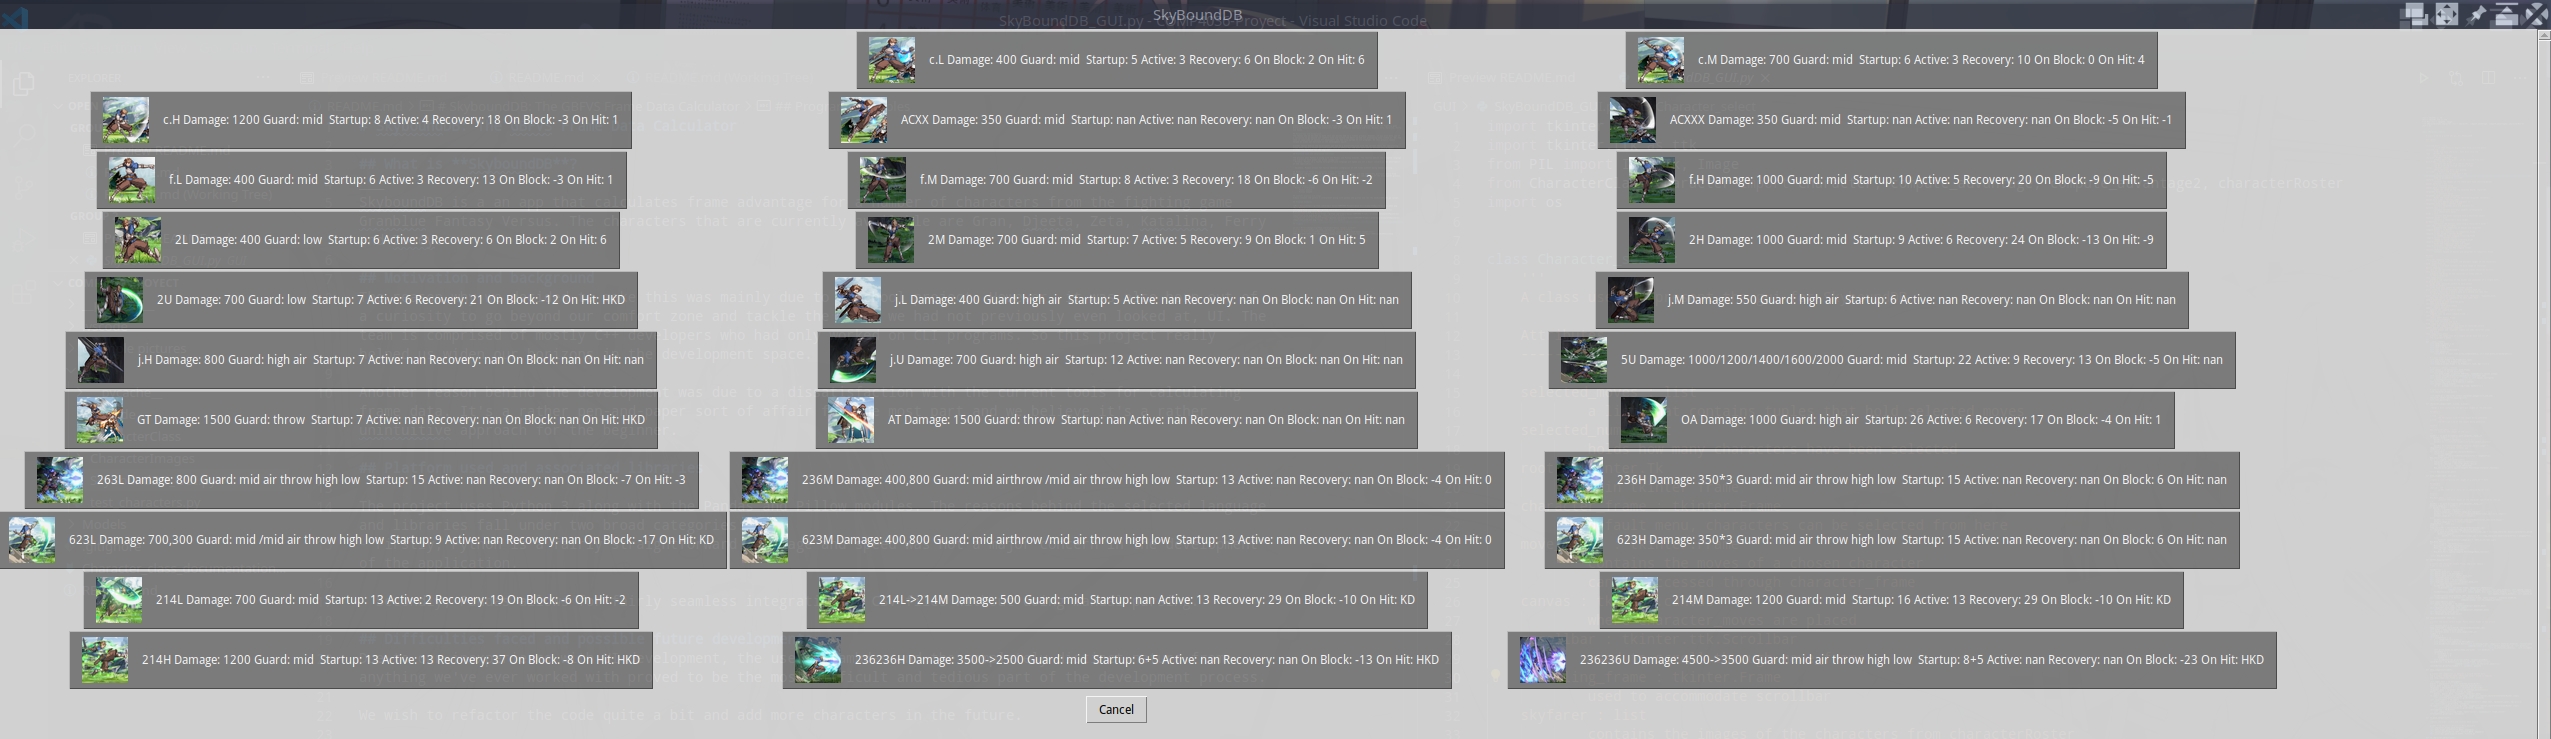 SkyBoundDB
SkyBoundDB_GUI.py - COMP4036-Proyect - Visual Studio Code
c.L Damage: 400 Guard: mid Startup: 5 Active: 3 Recovery: 6 On Block: 2 On Hit: 6
c.M Damage: 700 Guard: mid Startup: 6 Active: 3 Recovery: 10 On Block: 0 On Hit: 4
c.H Damage: 1200 Guard: mid Startup: 8 Active: 4 Recovery: 18 On Block: -3 On Hit: 1
ACXX Damage: 350 Guard: mid Startup: nan Active: nan Recovery: nan On Block: -3 On Hit: 1
ACXXX Damage: 350 Guard: mid Startup: nan Active: nan Recovery: nan On Block: -5 On Hit: -1
f.L Damage: 400 Guard: mid Startup: 6 Active: 3 Recovery: 13 On Block: -3 On Hit: 1
f.M Damage: 700 Guard: mid Startup: 8 Active: 3 Recovery: 18 On Block: -6 On Hit: -2
f.H Damage: 1000 Guard: mid Startup: 10 Active: 5 Recovery: 20 On Block: -9 On Hit: -5
2L Damage: 400 Guard: low Startup: 6 Active: 3 Recovery: 6 On Block: 2 On Hit: 6
2M Damage: 700 Guard: mid Startup: 7 Active: 5 Recovery: 9 On Block: 1 On Hit: 5
2H Damage: 1000 Guard: mid Startup: 9 Active: 6 Recovery: 24 On Block: -13 On Hit: -9
2U Damage: 700 Guard: low Startup: 7 Active: 6 Recovery: 21 On Block: -12 On Hit: HKD
j.L Damage: 400 Guard: high air Startup: 5 Active: nan Recovery: nan On Block: nan On Hit: nan
j.M Damage: 550 Guard: high air Startup: 6 Active: nan Recovery: nan On Block: nan On Hit: nan
j.H Damage: 800 Guard: high air Startup: 7 Active: nan Recovery: nan On Block: nan On Hit: nan
j.U Damage: 700 Guard: high air Startup: 12 Active: nan Recovery: nan On Block: nan On Hit: nan
5U Damage: 1000/1200/1400/1600/2000 Guard: mid Startup: 22 Active: 9 Recovery: 13 On Block: -5 On Hit: nan
GT Damage: 1500 Guard: throw Startup: 7 Active: nan Recovery: nan On Block: nan On Hit: HKD
AT Damage: 1500 Guard: throw Startup: nan Active: nan Recovery: nan On Block: nan On Hit: nan
OA Damage: 1000 Guard: high air Startup: 26 Active: 6 Recovery: 17 On Block: -4 On Hit: 1
263L Damage: 800 Guard: mid air throw high low Startup: 15 Active: nan Recovery: nan On Block: -7 On Hit: -3
236M Damage: 400,800 Guard: mid airthrow /mid air throw high low Startup: 13 Active: nan Recovery: nan On Block: -4 On Hit: 0
236H Damage: 350*3 Guard: mid air throw high low Startup: 15 Active: nan Recovery: nan On Block: 6 On Hit: nan
623L Damage: 700,300 Guard: mid /mid air throw high low Startup: 9 Active: nan Recovery: nan On Block: -17 On Hit: KD
623M Damage: 400,800 Guard: mid airthrow /mid air throw high low Startup: 13 Active: nan Recovery: nan On Block: -4 On Hit: 0
623H Damage: 350*3 Guard: mid air throw high low Startup: 15 Active: nan Recovery: nan On Block: 6 On Hit: nan
214L Damage: 700 Guard: mid Startup: 13 Active: 2 Recovery: 19 On Block: -6 On Hit: -2
214L->214M Damage: 500 Guard: mid Startup: nan Active: 13 Recovery: 29 On Block: -10 On Hit: KD
214M Damage: 1200 Guard: mid Startup: 16 Active: 13 Recovery: 29 On Block: -10 On Hit: KD
214H Damage: 1200 Guard: mid Startup: 13 Active: 13 Recovery: 37 On Block: -8 On Hit: HKD
236236H Damage: 3500->2500 Guard: mid Startup: 6+5 Active: nan Recovery: nan On Block: -13 On Hit: HKD
236236U Damage: 4500->3500 Guard: mid air throw high low Startup: 8+5 Active: nan Recovery: nan On Block: -23 On Hit: HKD
Cancel
We wish to refactor the code quite a bit and add more characters in the future.